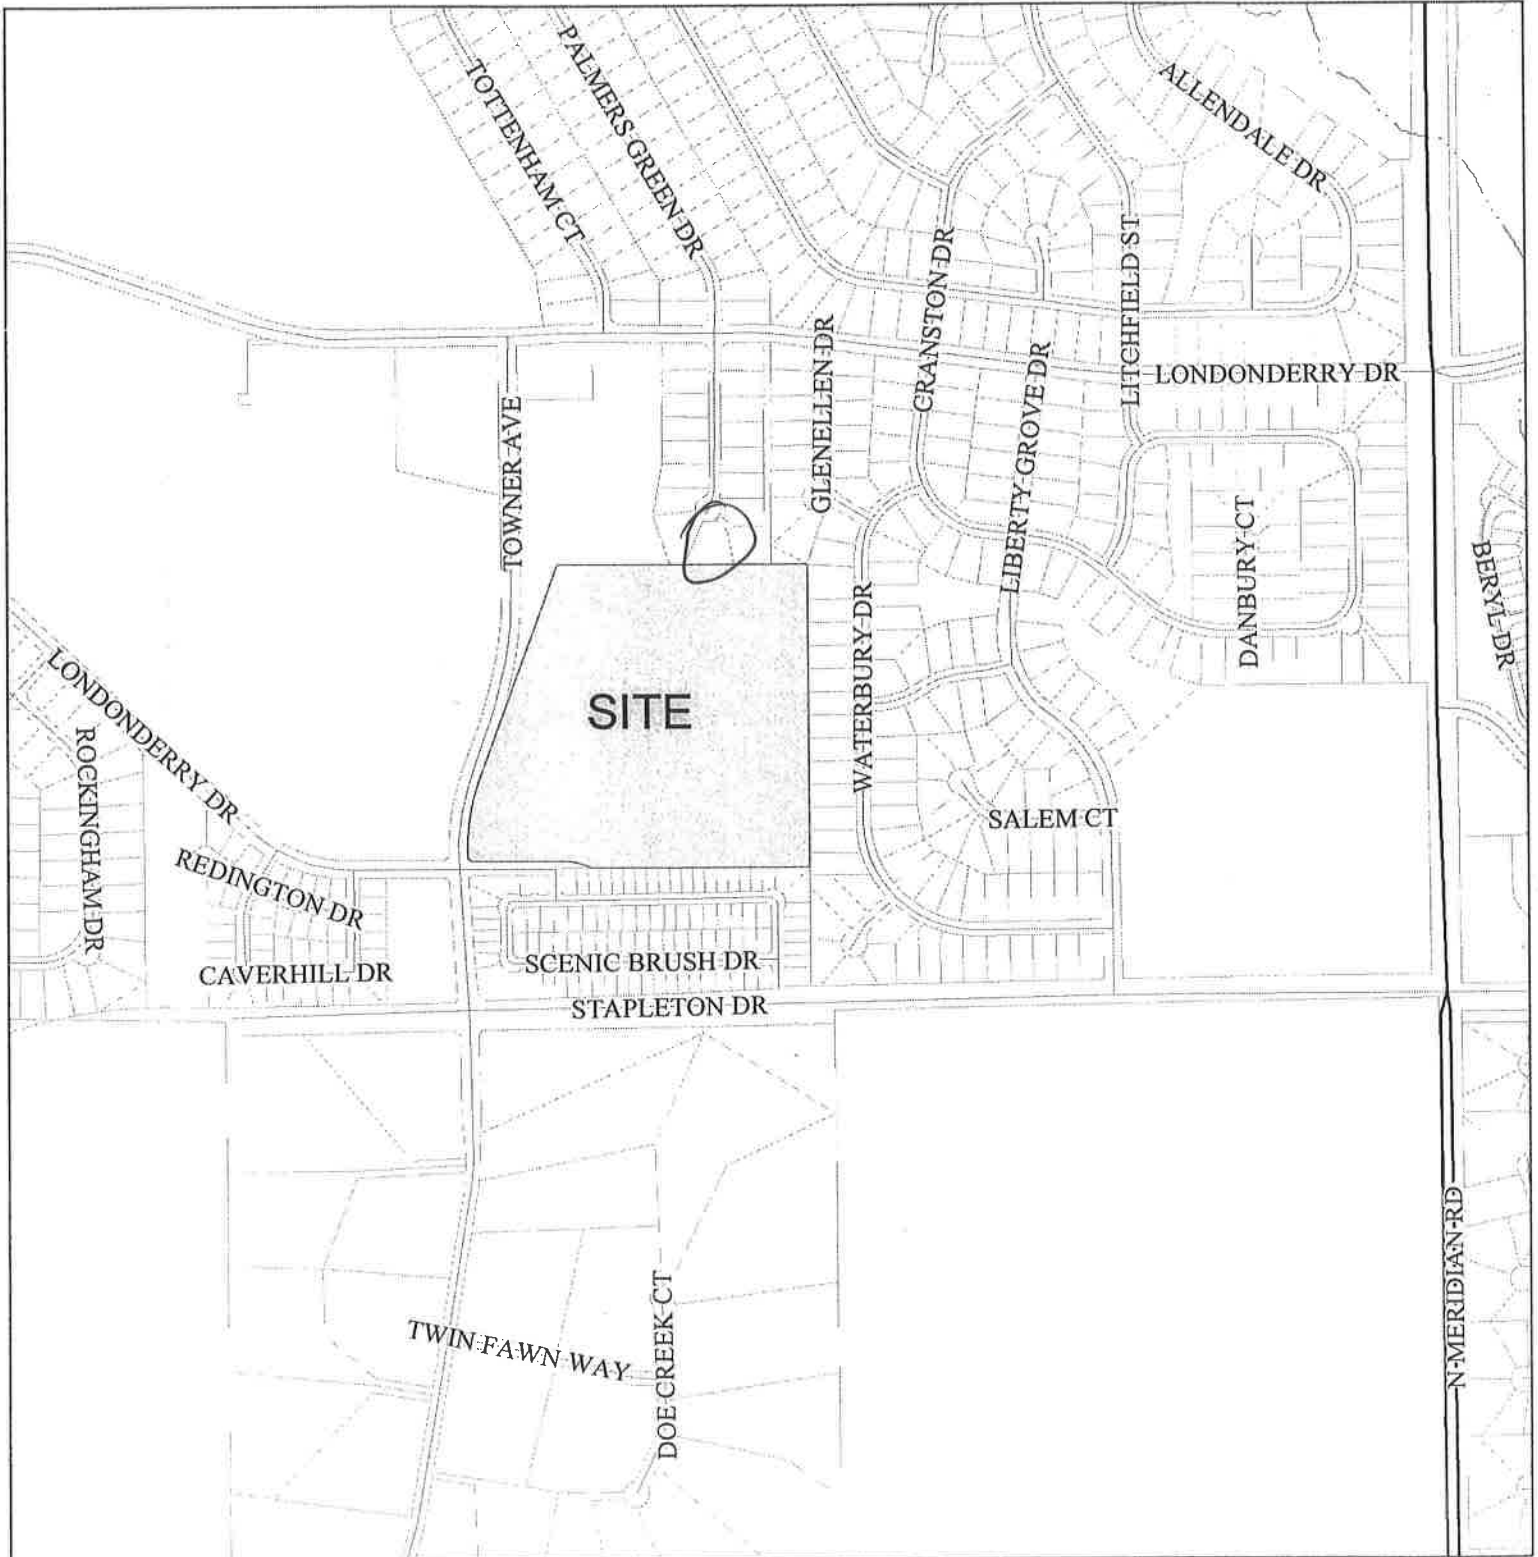 TOTTENHAM CT
PALMERS GREEN DR
ALLENDALE DR
CRANSTON DR
LITCHFIELD ST
GLENELLEN DR
LIBERTY GROVE DR
LONDONDERRY DR
TOWNER AVE
DANBURY CT
BERYL DR
WATERBURY DR
LONDONDERRY DR
SITE
ROCKINGHAM DR
SALEM CT
REDINGTON DR
CAVERHILL DR
SCENIC BRUSH DR
STAPLETON DR
N MERIDIAN RD
TWIN FAWN WAY
DOE CREEK CT